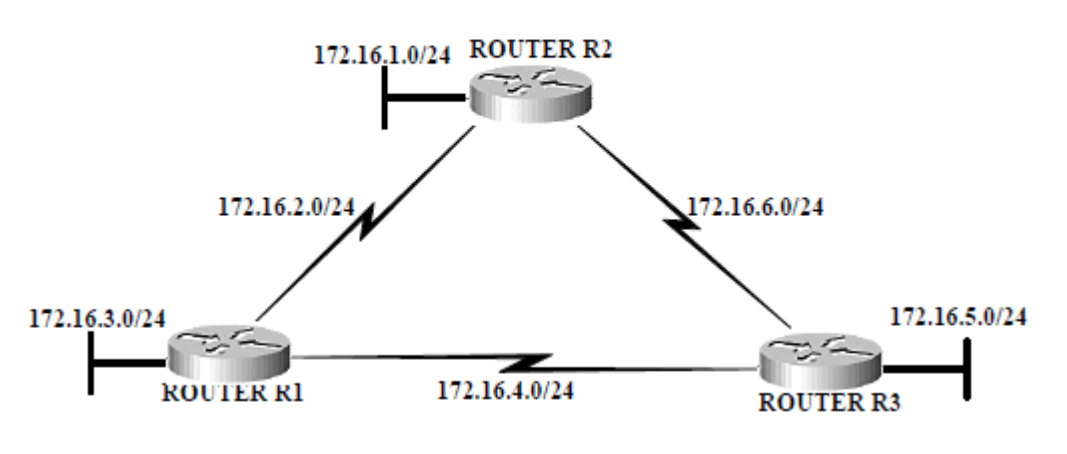 172.16.1.0/24
ROUTER R2
172.16.2.0/24
172.16.6.0/24
172.16.3.0/24
172.16.5.0/24
ROUTER R1
172.16.4.0/24
ROUTER R3